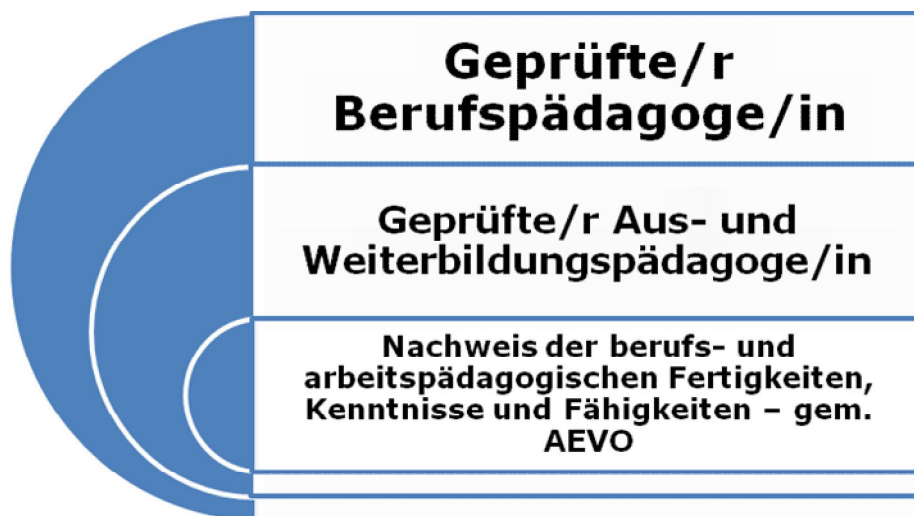 Geprüfte/r
Berufspädagoge/in
Geprüfte/r Aus- und
Weiterbildungspädagoge/in
Nachweis der berufs- und
arbeitspädagogischen Fertigkeiten,
Kenntnisse und Fähigkeiten – gem.
AEVO